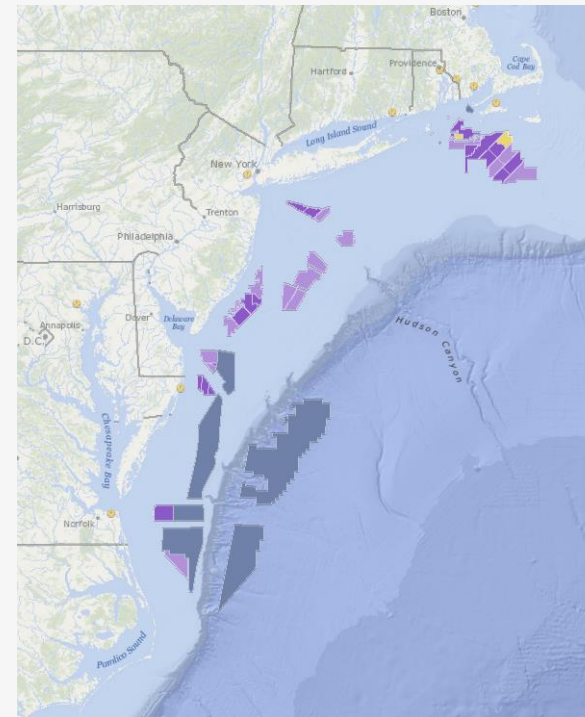 Boston
Cape
Cod Bay
Providence
Hartford
Long Island Sound
New York
Harrisburg
Trenton
Philadelphia
Hudson Canyon
Dover
Delaware
Bay
Annapolis
D.C.
Chesapeake Bay
Norfolk
Pamlico Sound